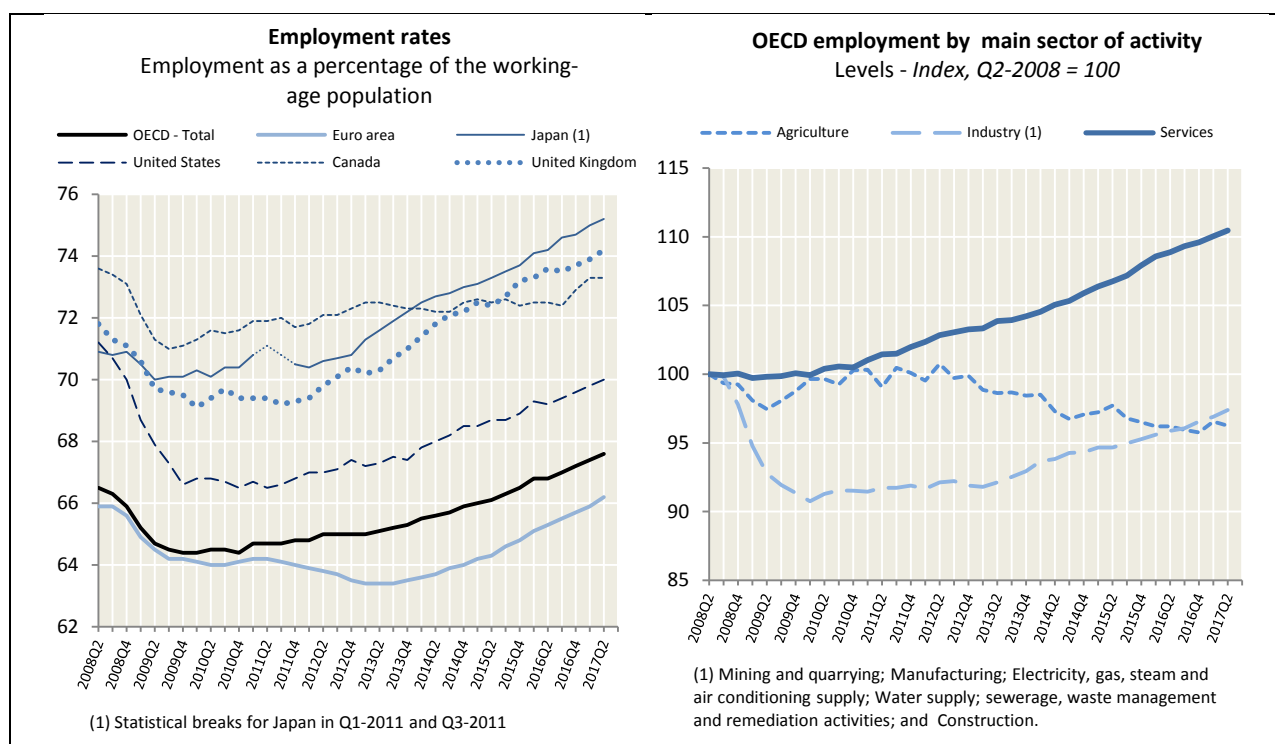 Employment rates
Employment as a percentage of the working-
age population
OECD - Total
Euro area
Japan (1)
United States
Canada
United Kingdom
76
74
72
70
68
66
64
62
2008Q2
2008Q4
2009Q2
2009Q4
2010Q2
2010Q4
2011Q2
2011Q4
2012Q2
2012Q4
2013Q2
2013Q4
2014Q2
2014Q4
2015Q2
2015Q4
2016Q2
2016Q4
2017Q2
(1) Statistical breaks for Japan in Q1-2011 and Q3-2011
OECD employment by main sector of activity
Levels - Index, Q2-2008 = 100
Agriculture
Industry (1)
Services
115
110
105
100
95
90
85
2008Q2
2008Q4
2009Q2
2009Q4
2010Q2
2010Q4
2011Q2
2011Q4
2012Q2
2012Q4
2013Q2
2013Q4
2014Q2
2014Q4
2015Q2
2015Q4
2016Q2
2016Q4
2017Q2
(1) Mining and quarrying; Manufacturing; Electricity, gas, steam and
air conditioning supply; Water supply; sewerage, waste management
and remediation activities; and Construction.